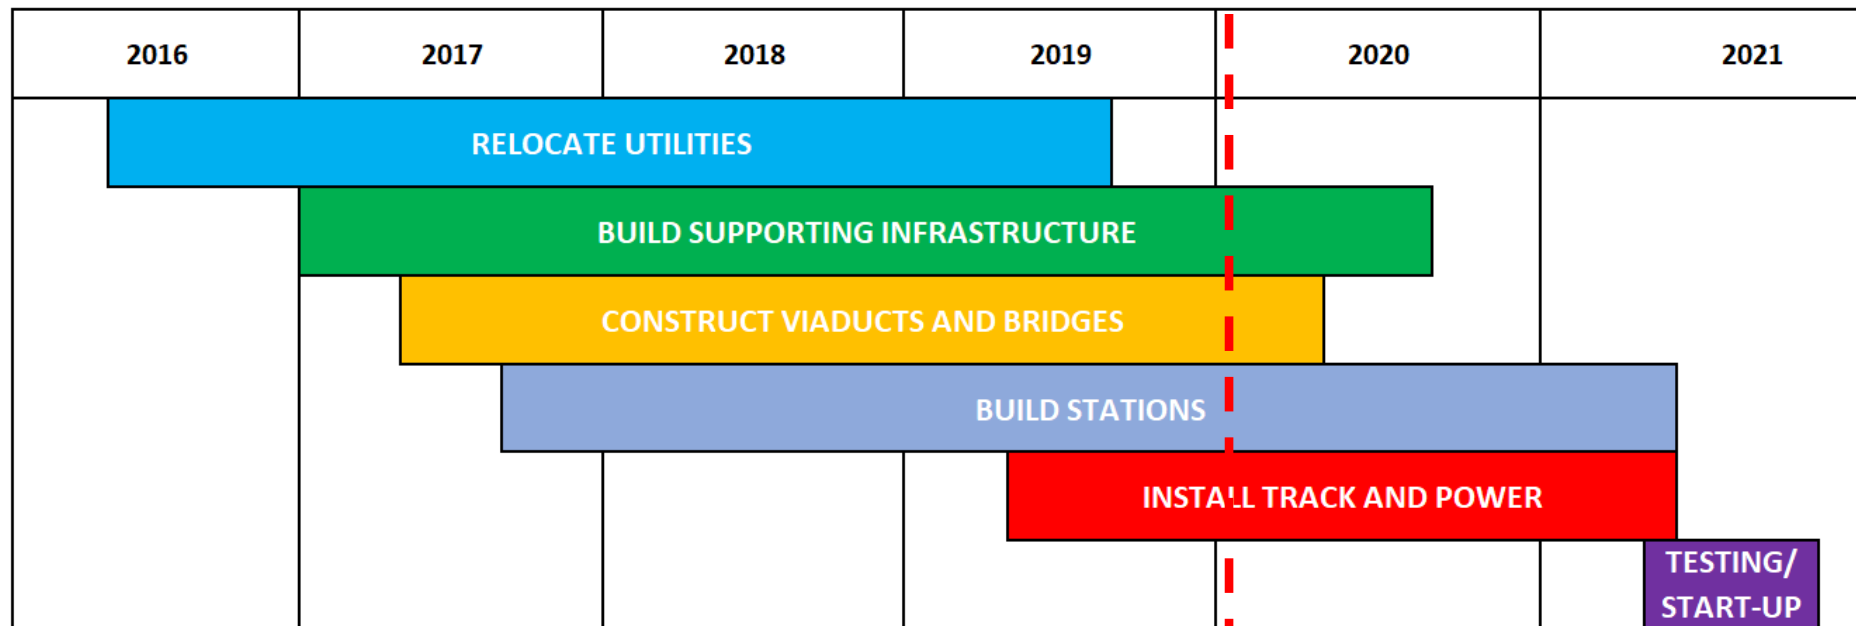 2016 2017 2018 2019 2020 2021
RELOCATE UTILITIES
BUILD SUPPORTING INFRASTRUCTURE
CONSTRUCT VIADUCTS AND BRIDGES
BUILD STATIONS
INSTALL TRACK AND POWER
TESTING/
START-UP